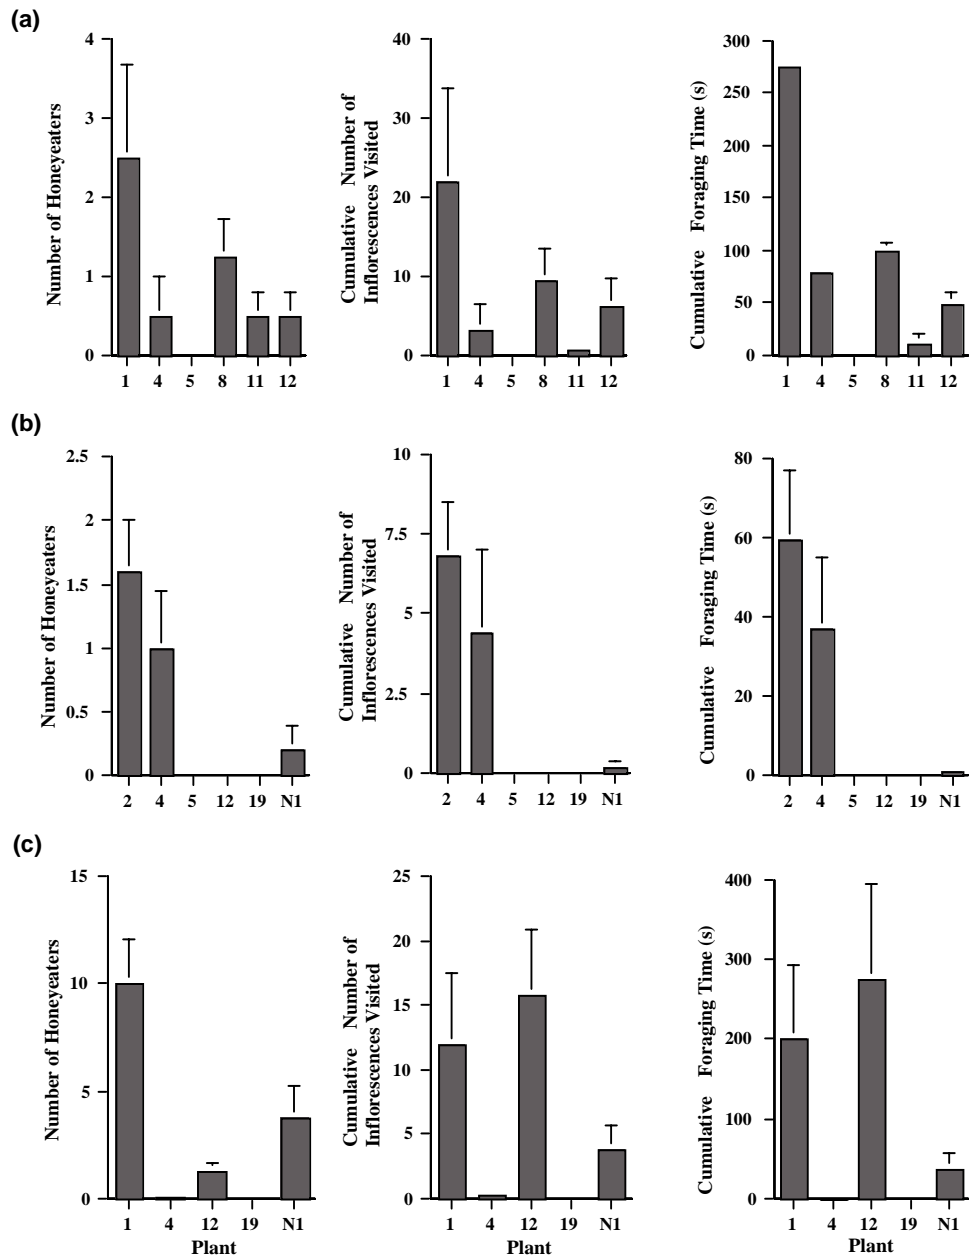 (a)
Number of Honeyeaters
4
3
2
1
0
1 4 5 8 11 12
Cumulative Number of
Inflorescences Visited
40
30
20
10
0
1 4 5 8 11 12
Cumulative Foraging Time (s)
300
250
200
150
100
50
0
1 4 5 8 11 12
(b)
Number of Honeyeaters
2.5
2
1.5
1
0.5
0
2 4 5 12 19 N1
Cumulative Number of
Inflorescences Visited
10
7.5
5
2.5
0
2 4 5 12 19 N1
Cumulative Foraging Time (s)
80
60
40
20
0
2 4 5 12 19 N1
(c)
Number of Honeyeaters
15
10
5
0
1 4 12 19 N1
Plant
Cumulative Number of
Inflorescences Visited
25
20
15
10
5
0
1 4 12 19 N1
Cumulative Foraging Time (s)
400
300
200
100
0
1 4 12 19 N1
Plant